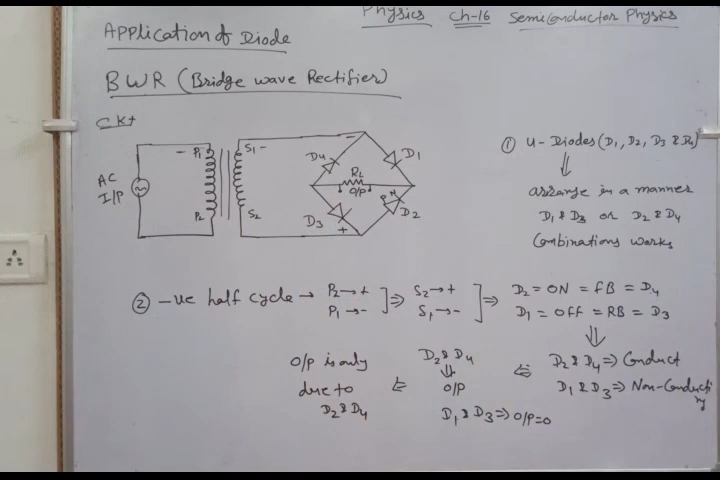 Physics Ch-16 Semiconductor Physics
Application of Diode
BWR (Bridge wave Rectifier)
CKt
AC
I/P
- P1
P2
S1 -
S2
D4
D1
RL
O/P
D3
+
P N
D2
-
① 4-Diodes (D1, D2, D3 & D4)
⇓
arrange in a manner
D1 & D3 or D2 & D4
Combinations works
② -ve half cycle → P2 → + ] ⇒ S2 → + ] ⇒ D2 = ON = FB = D4
P1 → - S1 → - D1 = OFF = RB = D3
⇓
D2 & D4 ⇒ Conduct
D1 & D3 ⇒ Non-Conducting
⇐
D2 & D4
⇓
O/P
D1 & D3 ⇒ O/P=0
⇐
O/P is only
due to
D2 & D4